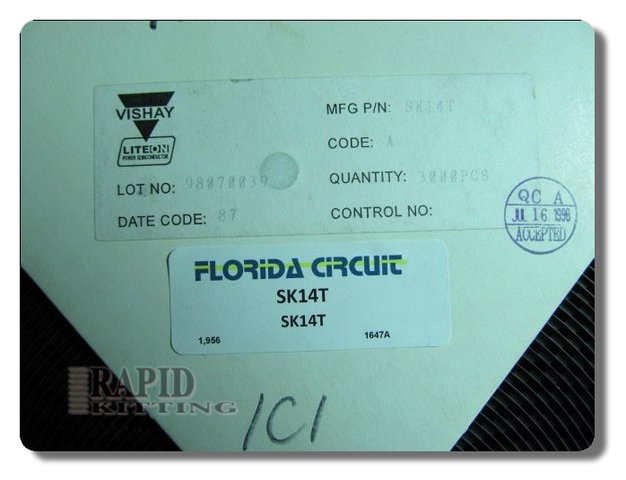 VISHAY
LITEON
POWER SEMICONDUCTOR
LOT NO: 98070039
DATE CODE: 87
MFG P/N: SK14T
CODE: A
QUANTITY: 3000PCS
CONTROL NO:
QC A
JUL 16. 1998
ACCEPTED
FLORIDA CIRCUIT
SK14T
SK14T
1,956 1647A
RAPID
KITTING
1C1